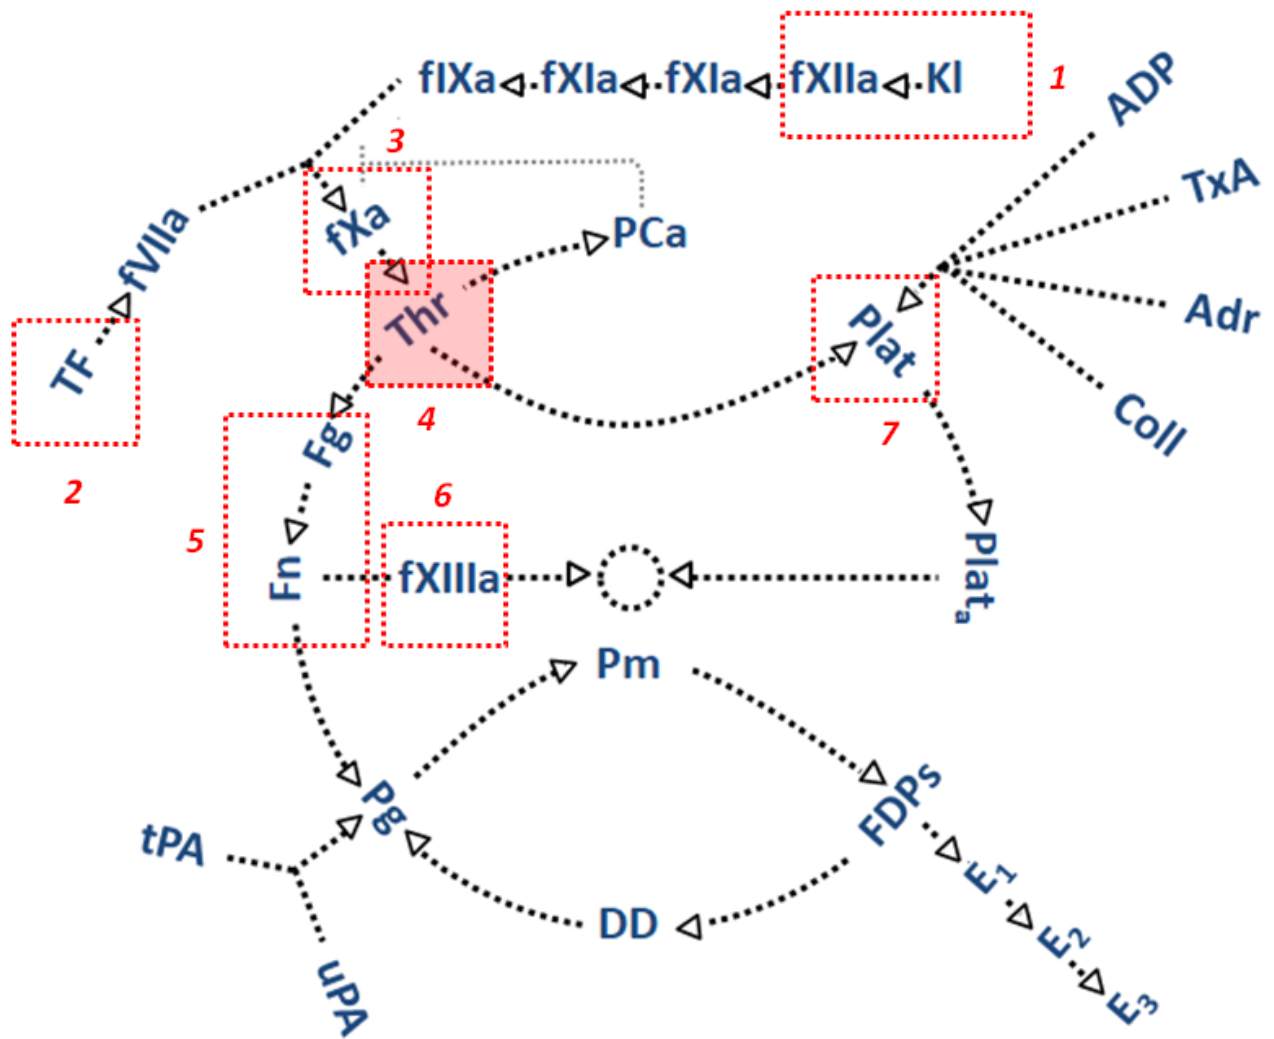 fIXa fXIa fXIa fXIIa Kl
1
ADP
3
TxA
fVIIa
fXa
PCa
Thr
Plat
Adr
TF
4
Coll
7
2
Fg
5
6
Fn
fXIIIa
Plat a
Pm
Pg
FDPs
tPA
E1
DD
E2
uPA
E3